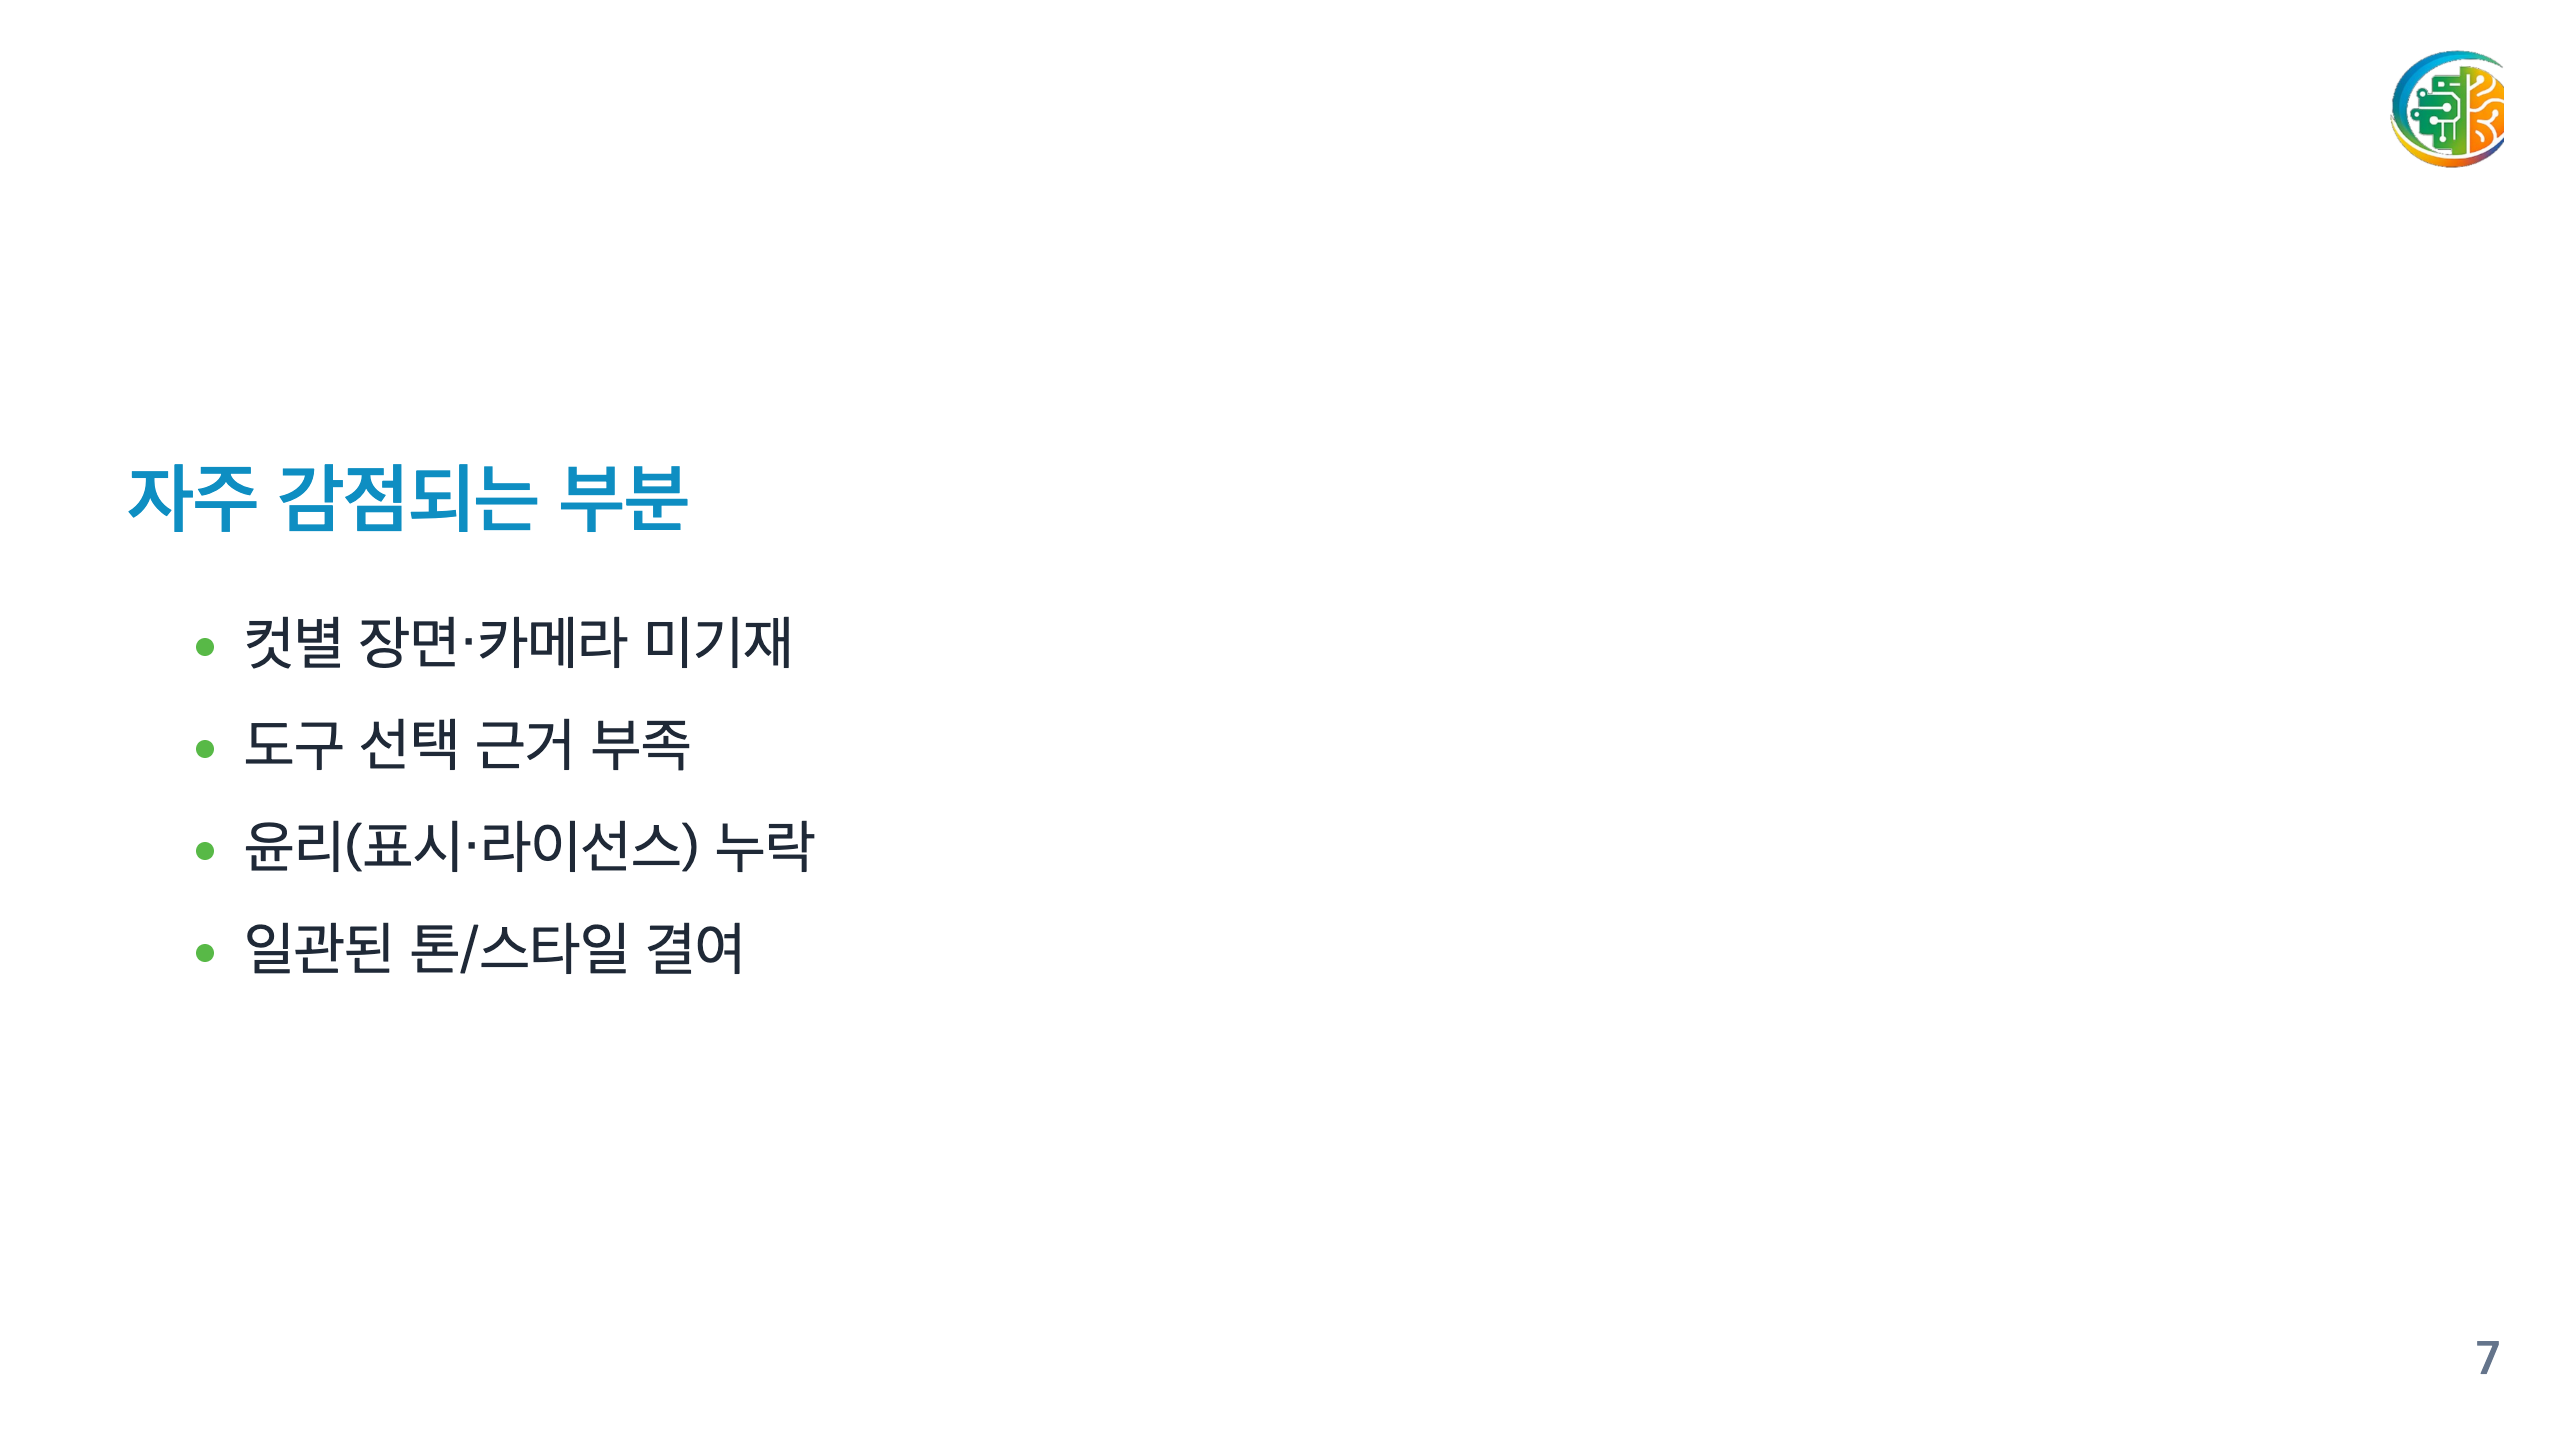 자주 감점되는 부분
컷별 장면·카메라 미기재
도구 선택 근거 부족
윤리(표시·라이선스) 누락
일관된 톤/스타일 결여
7